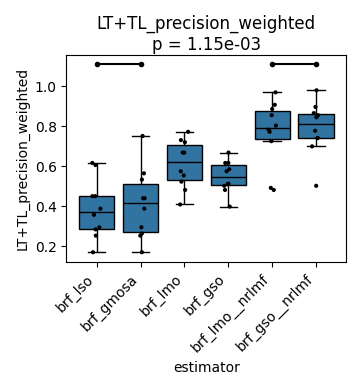 LT+TL_precision_weighted
p = 1.15e-03
LT+TL_precision_weighted
1.0
0.8
0.6
0.4
0.2
brf_lso
brf_gmosa
brf_lmo
brf_gso
brf_lmo__nrlmf
brf_gso__nrlmf
estimator